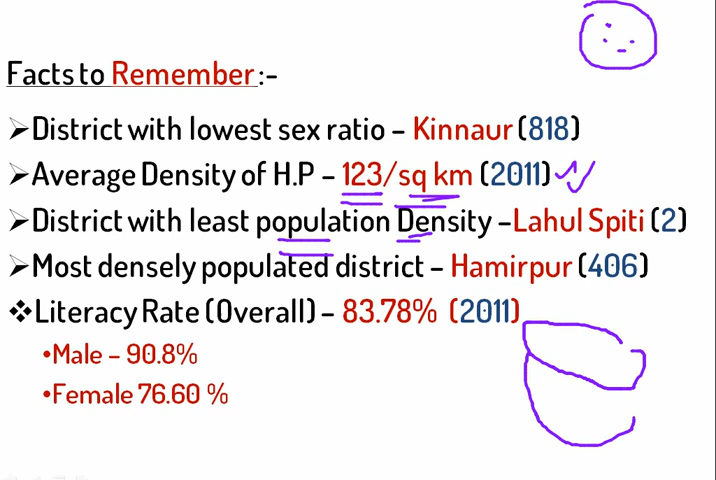 Facts to Remember:-
➢District with lowest sex ratio – Kinnaur (818)
➢Average Density of H.P – 123/sq km (2011)
➢District with least population Density –Lahul Spiti (2)
➢Most densely populated district – Hamirpur (406)
❖Literacy Rate (Overall) – 83.78% (2011)
•Male – 90.8%
•Female 76.60 %